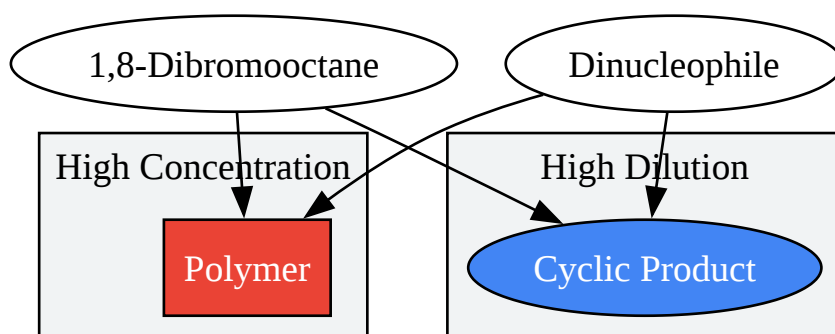 1,8-Dibromooctane
Dinucleophile
High Concentration
High Dilution
Polymer
Cyclic Product